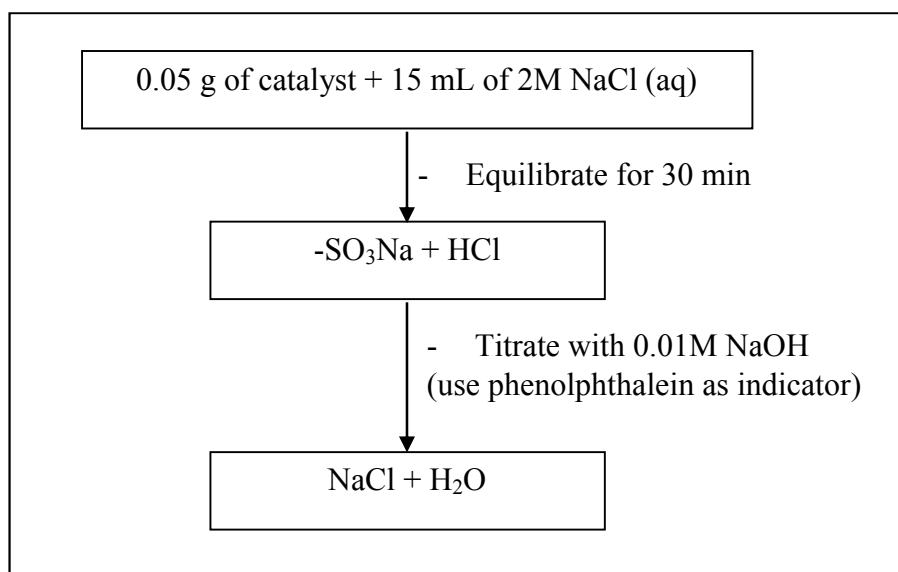 0.05 g of catalyst + 15 mL of 2M NaCl (aq)
- Equilibrate for 30 min
-SO₃Na + HCl
- Titrate with 0.01M NaOH
(use phenolphthalein as indicator)
NaCl + H₂O